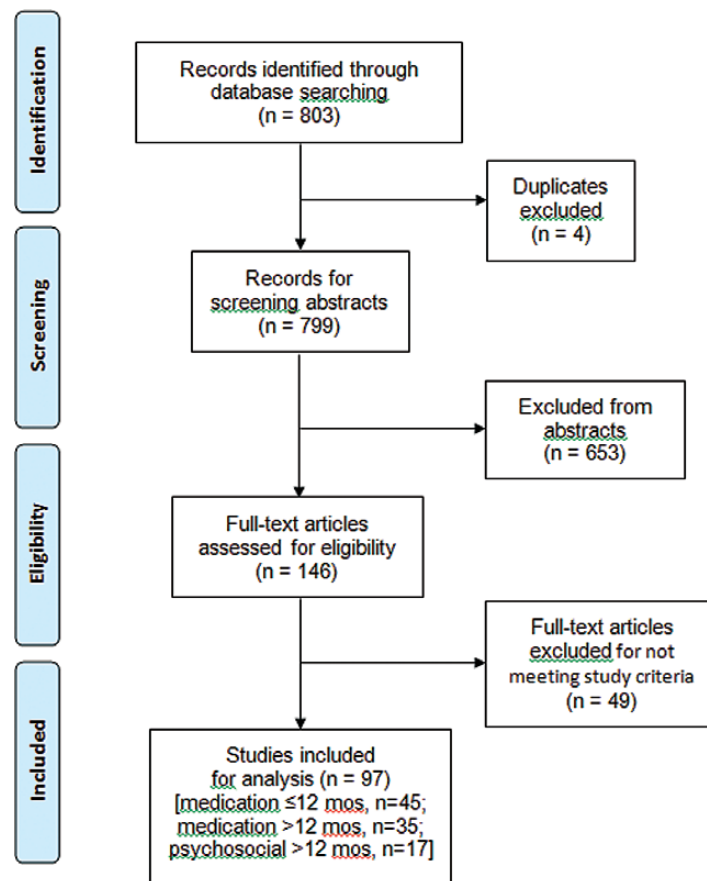 Identification
Records identified through
database searching
(n = 803)
Duplicates
excluded
(n = 4)
Screening
Records for
screening abstracts
(n = 799)
Excluded from
abstracts
(n = 653)
Eligibility
Full-text articles
assessed for eligibility
(n = 146)
Full-text articles
excluded for not
meeting study criteria
(n = 49)
Included
Studies included
for analysis (n = 97)
[medication ≤12 mos, n=45;
medication >12 mos, n=35;
psychosocial >12 mos, n=17]